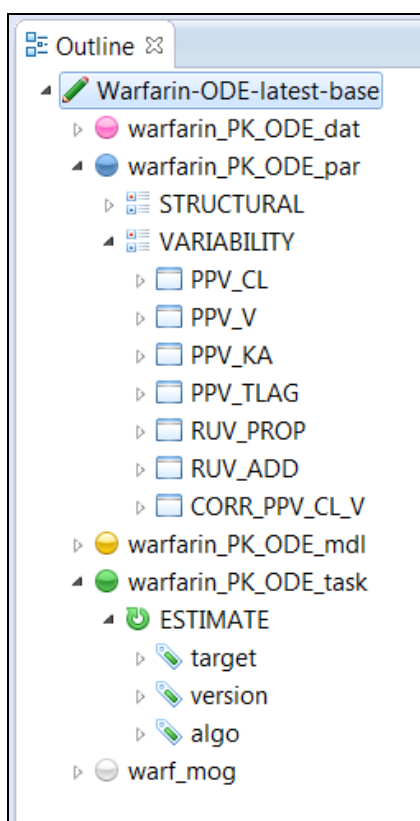 Outline
Warfarin-ODE-latest-base
warfarin_PK_ODE_dat
warfarin_PK_ODE_par
STRUCTURAL
VARIABILITY
PPV_CL
PPV_V
PPV_KA
PPV_TLAG
RUV_PROP
RUV_ADD
CORR_PPV_CL_V
warfarin_PK_ODE_mdl
warfarin_PK_ODE_task
ESTIMATE
target
version
algo
warf_mog